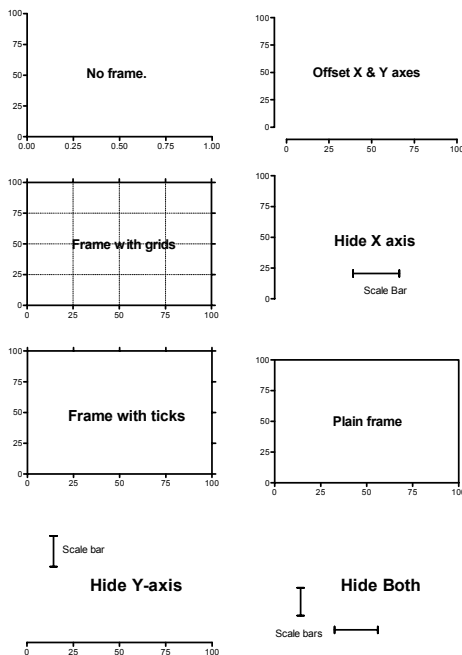 100
75
50
25
0
No frame.
0.00 0.25 0.50 0.75 1.00
100
75
50
25
0
Offset X & Y axes
0 25 50 75 100
100
75
50
25
0
Frame with grids
0 25 50 75 100
100
75
50
25
0
Hide X axis
Scale Bar
100
75
50
25
0
Frame with ticks
0 25 50 75 100
100
75
50
25
0
Plain frame
0 25 50 75 100
Scale bar
Hide Y-axis
0 25 50 75 100
Hide Both
Scale bars